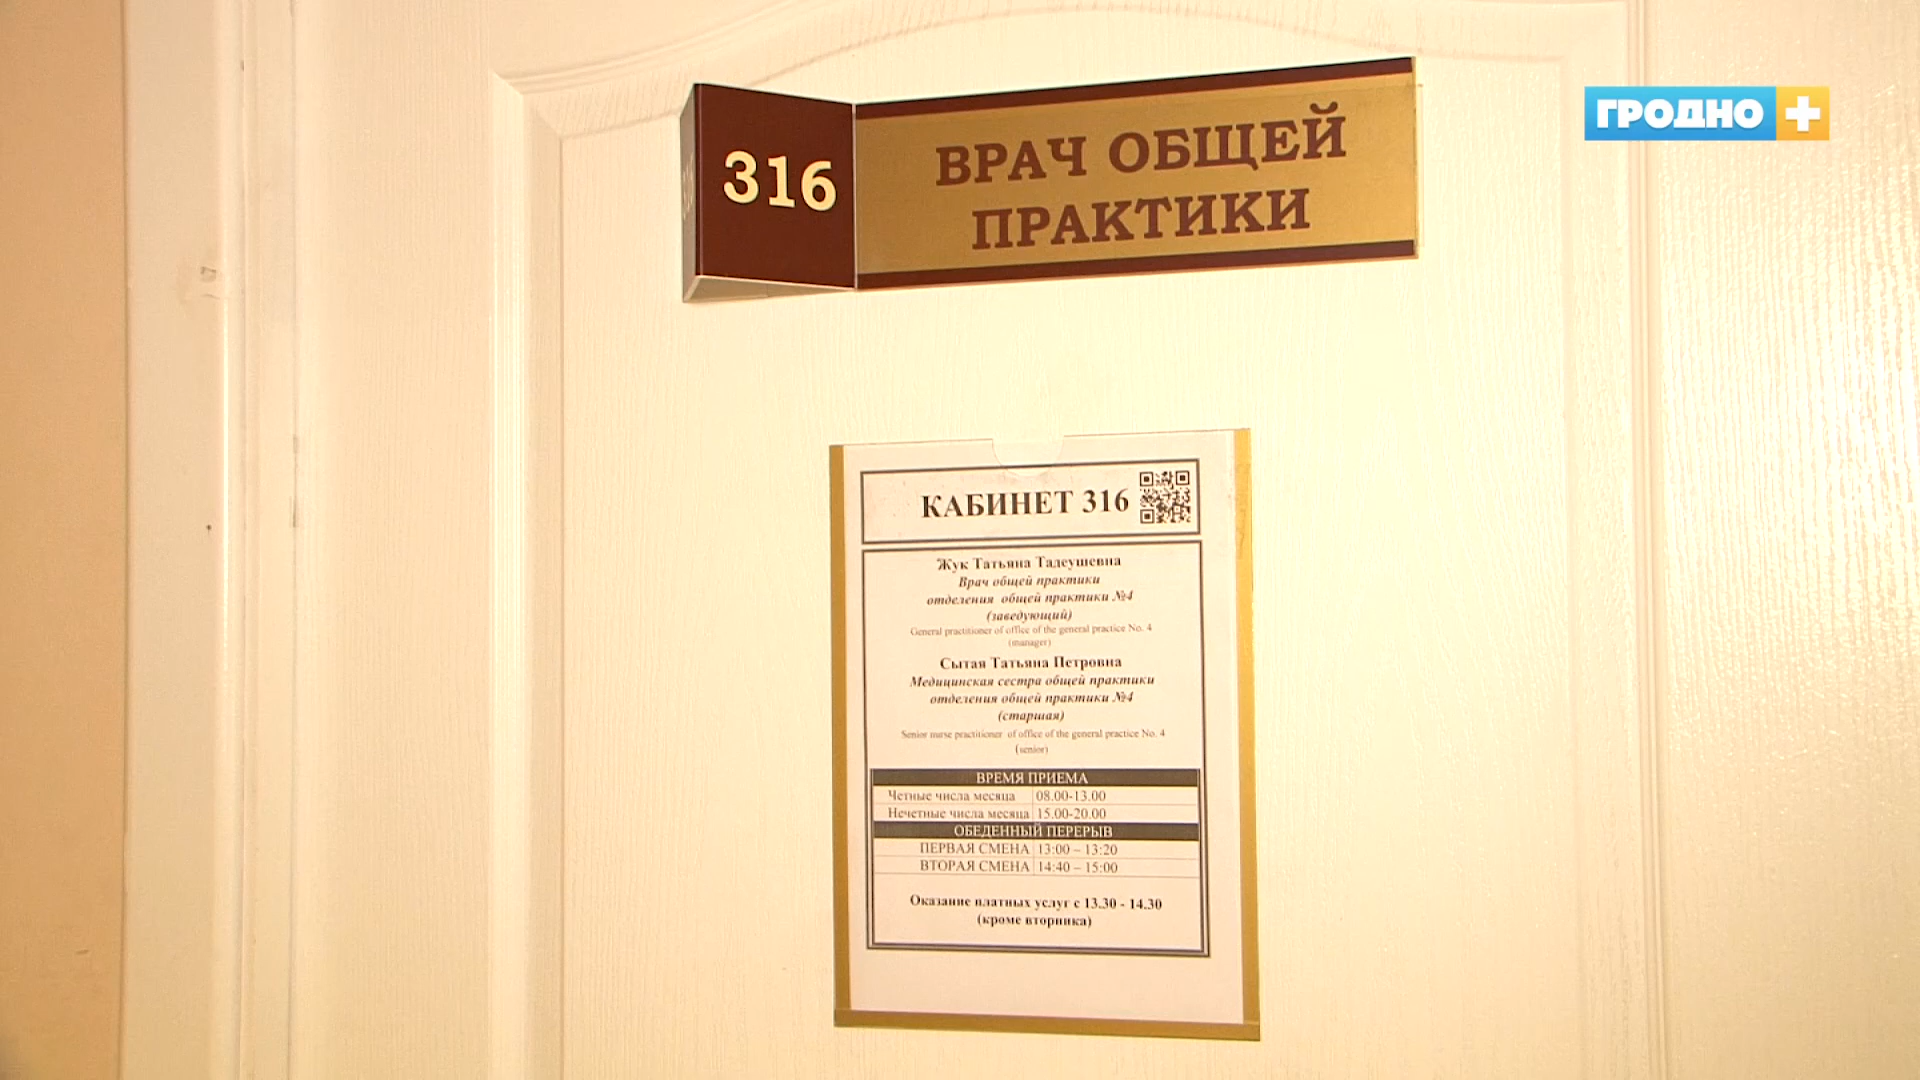 316
ВРАЧ ОБЩЕЙ
ПРАКТИКИ
ГРОДНО +
КАБИНЕТ 316
Жук Татьяна Тадеушевна
Врач общей практики
отделения общей практики №4
(заведующий)
General practitioner of office of the general practice No. 4
(manager)
Сытая Татьяна Петровна
Медицинская сестра общей практики
отделения общей практики №4
(старшая)
Senior nurse practitioner of office of the general practice No. 4
(senior)
ВРЕМЯ ПРИЕМА
Четные числа месяца 08.00-13.00
Нечетные числа месяца 15.00-20.00
ОБЕДЕННЫЙ ПЕРЕРЫВ
ПЕРВАЯ СМЕНА 13:00 – 13:20
ВТОРАЯ СМЕНА 14:40 – 15:00
Оказание платных услуг с 13.30 - 14.30
(кроме вторника)